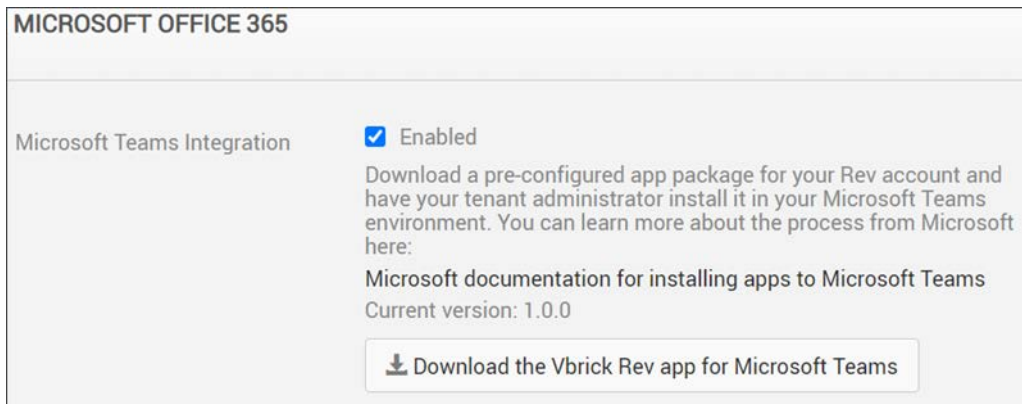 MICROSOFT OFFICE 365
Microsoft Teams Integration
Enabled
Download a pre-configured app package for your Rev account and
have your tenant administrator install it in your Microsoft Teams
environment. You can learn more about the process from Microsoft
here:
Microsoft documentation for installing apps to Microsoft Teams
Current version: 1.0.0
Download the Vbrick Rev app for Microsoft Teams